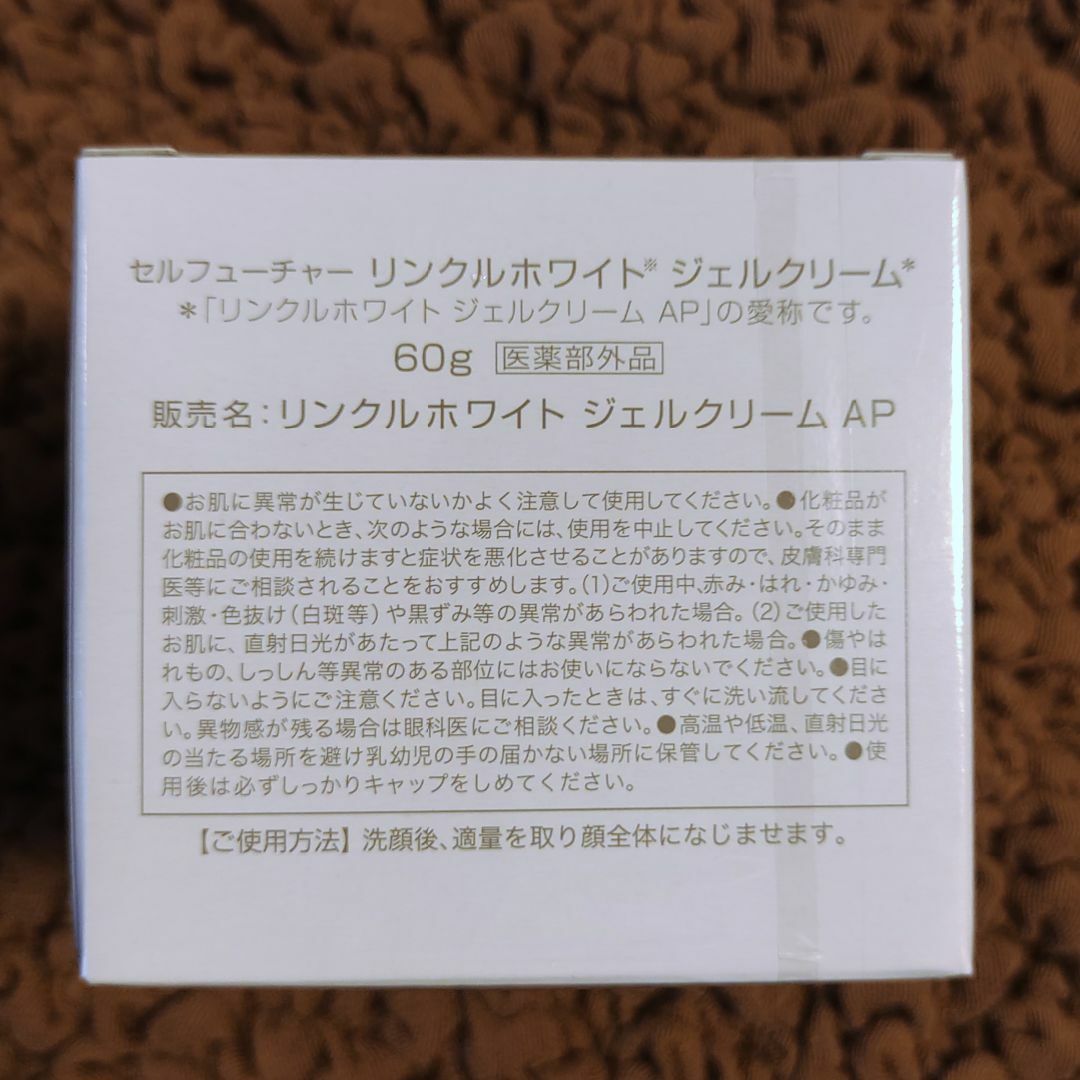 セルフューチャー リンクルホワイト※ ジェルクリーム*
*「リンクルホワイト ジェルクリーム AP」の愛称です。
60g 医薬部外品
販売名：リンクルホワイト ジェルクリーム AP
●お肌に異常が生じていないかよく注意して使用してください。●化粧品が
お肌に合わないとき、次のような場合には、使用を中止してください。そのまま
化粧品の使用を続けますと症状を悪化させることがありますので、皮膚科専門
医等にご相談されることをおすすめします。(1)ご使用中、赤み・はれ・かゆみ・
刺激・色抜け(白斑等)や黒ずみ等の異常があらわれた場合。(2)ご使用した
お肌に、直射日光があたって上記のような異常があらわれた場合。●傷やは
れもの、しっしん等異常のある部位にはお使いにならないでください。●目に
入らないようにご注意ください。目に入ったときは、すぐに洗い流してくださ
い。異物感が残る場合は眼科医にご相談ください。●高温や低温、直射日光
の当たる場所を避け乳幼児の手の届かない場所に保管してください。●使
用後は必ずしっかりキャップをしめてください。
【ご使用方法】洗顔後、適量を取り顔全体になじませます。